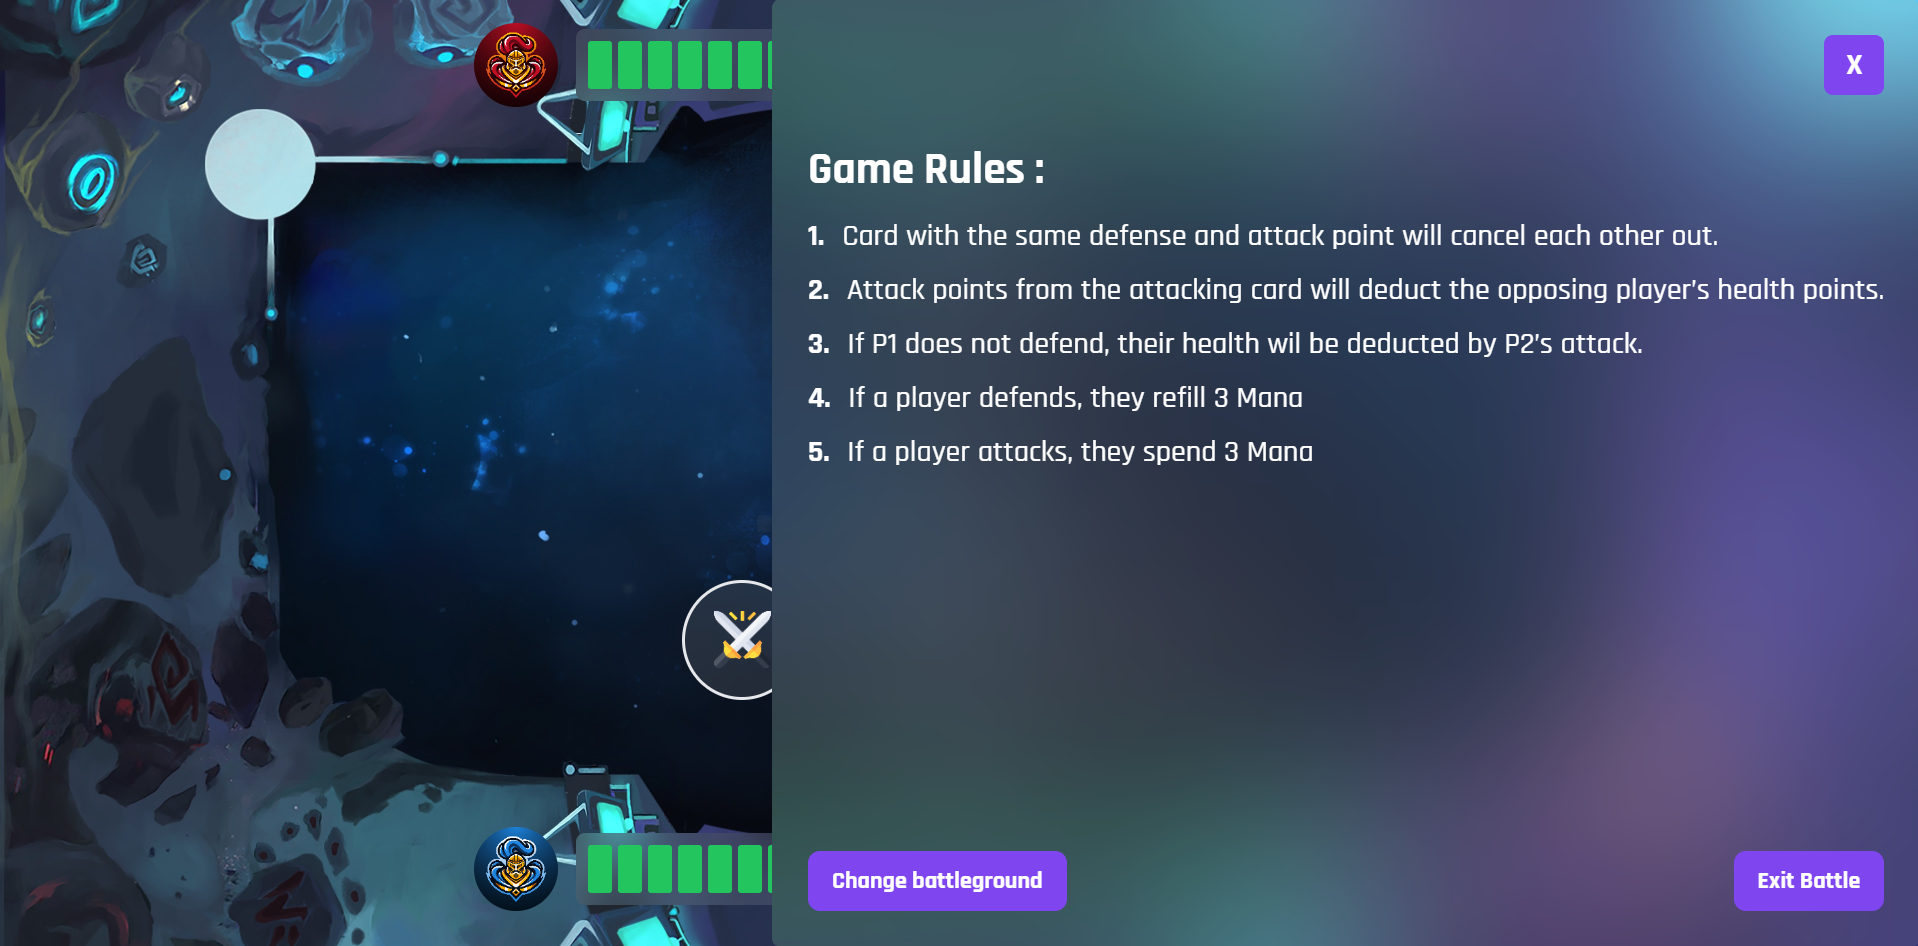 X
Game Rules :
1. Card with the same defense and attack point will cancel each other out.
2. Attack points from the attacking card will deduct the opposing player’s health points.
3. If P1 does not defend, their health wil be deducted by P2’s attack.
4. If a player defends, they refill 3 Mana
5. If a player attacks, they spend 3 Mana
Change battleground
Exit Battle